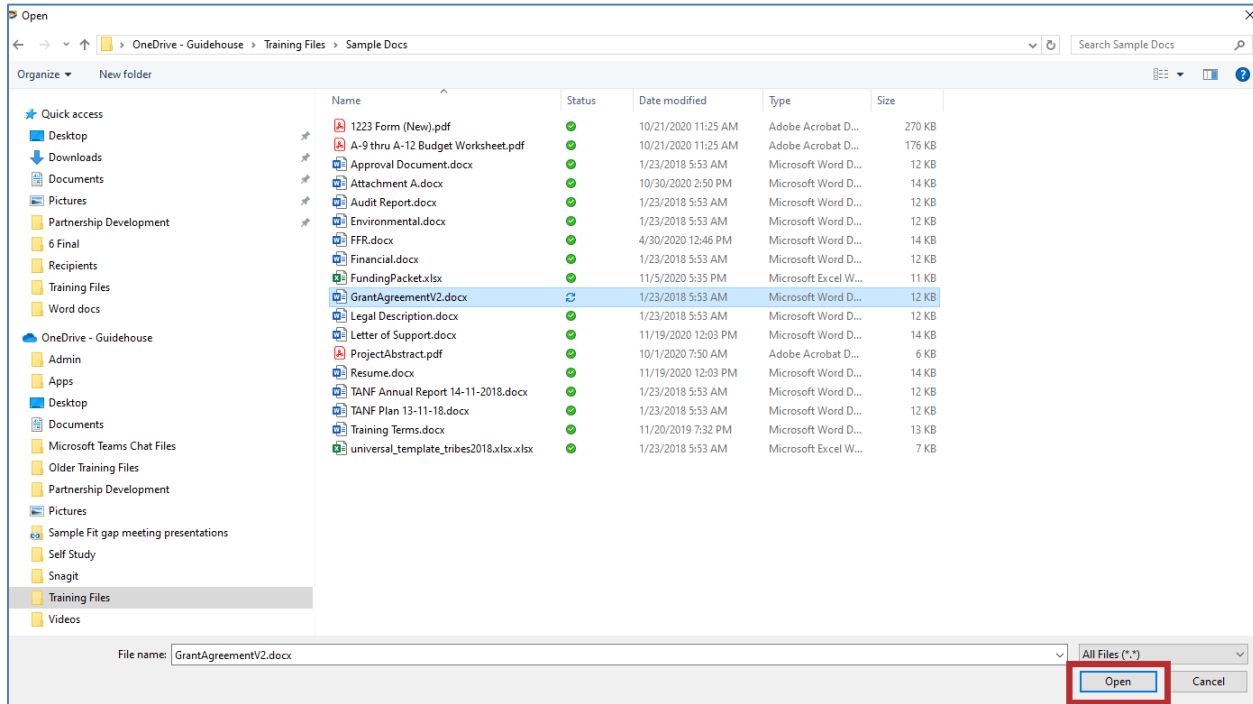 Open
OneDrive - Guidehouse > Training Files > Sample Docs
Search Sample Docs
Organize
New folder
Name
Status
Date modified
Type
Size
Quick access
Desktop
Downloads
Documents
Pictures
Partnership Development
6 Final
Recipients
Training Files
Word docs
OneDrive - Guidehouse
Admin
Apps
Desktop
Documents
Microsoft Teams Chat Files
Older Training Files
Partnership Development
Pictures
Sample Fit gap meeting presentations
Self Study
Snagit
Training Files
Videos
1223 Form (New).pdf 10/21/2020 11:25 AM Adobe Acrobat D... 270 KB
A-9 thru A-12 Budget Worksheet.pdf 10/21/2020 11:25 AM Adobe Acrobat D... 176 KB
Approval Document.docx 1/23/2018 5:53 AM Microsoft Word D... 12 KB
Attachment A.docx 10/30/2020 2:50 PM Microsoft Word D... 14 KB
Audit Report.docx 1/23/2018 5:53 AM Microsoft Word D... 12 KB
Environmental.docx 1/23/2018 5:53 AM Microsoft Word D... 12 KB
FFR.docx 4/30/2020 12:46 PM Microsoft Word D... 14 KB
Financial.docx 1/23/2018 5:53 AM Microsoft Word D... 12 KB
FundingPacket.xlsx 11/5/2020 5:35 PM Microsoft Excel W... 11 KB
GrantAgreementV2.docx 1/23/2018 5:53 AM Microsoft Word D... 12 KB
Legal Description.docx 1/23/2018 5:53 AM Microsoft Word D... 12 KB
Letter of Support.docx 11/19/2020 12:03 PM Microsoft Word D... 14 KB
ProjectAbstract.pdf 10/1/2020 7:50 AM Adobe Acrobat D... 6 KB
Resume.docx 11/19/2020 12:03 PM Microsoft Word D... 14 KB
TANF Annual Report 14-11-2018.docx 1/23/2018 5:53 AM Microsoft Word D... 12 KB
TANF Plan 13-11-18.docx 1/23/2018 5:53 AM Microsoft Word D... 12 KB
Training Terms.docx 11/20/2019 7:32 PM Microsoft Word D... 13 KB
universal_template_tribes2018.xlsx.xlsx 1/23/2018 5:53 AM Microsoft Excel W... 7 KB
File name: GrantAgreementV2.docx
All Files (*.*)
Open
Cancel